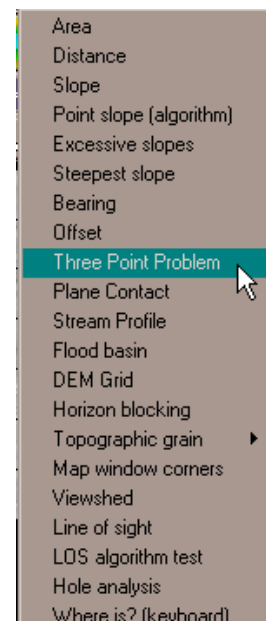 Area
Distance
Slope
Point slope (algorithm)
Excessive slopes
Steepest slope
Bearing
Offset
Three Point Problem
Plane Contact
Stream Profile
Flood basin
DEM Grid
Horizon blocking
Topographic grain
Map window corners
Viewshed
Line of sight
LOS algorithm test
Hole analysis
Where is? (keyboard)